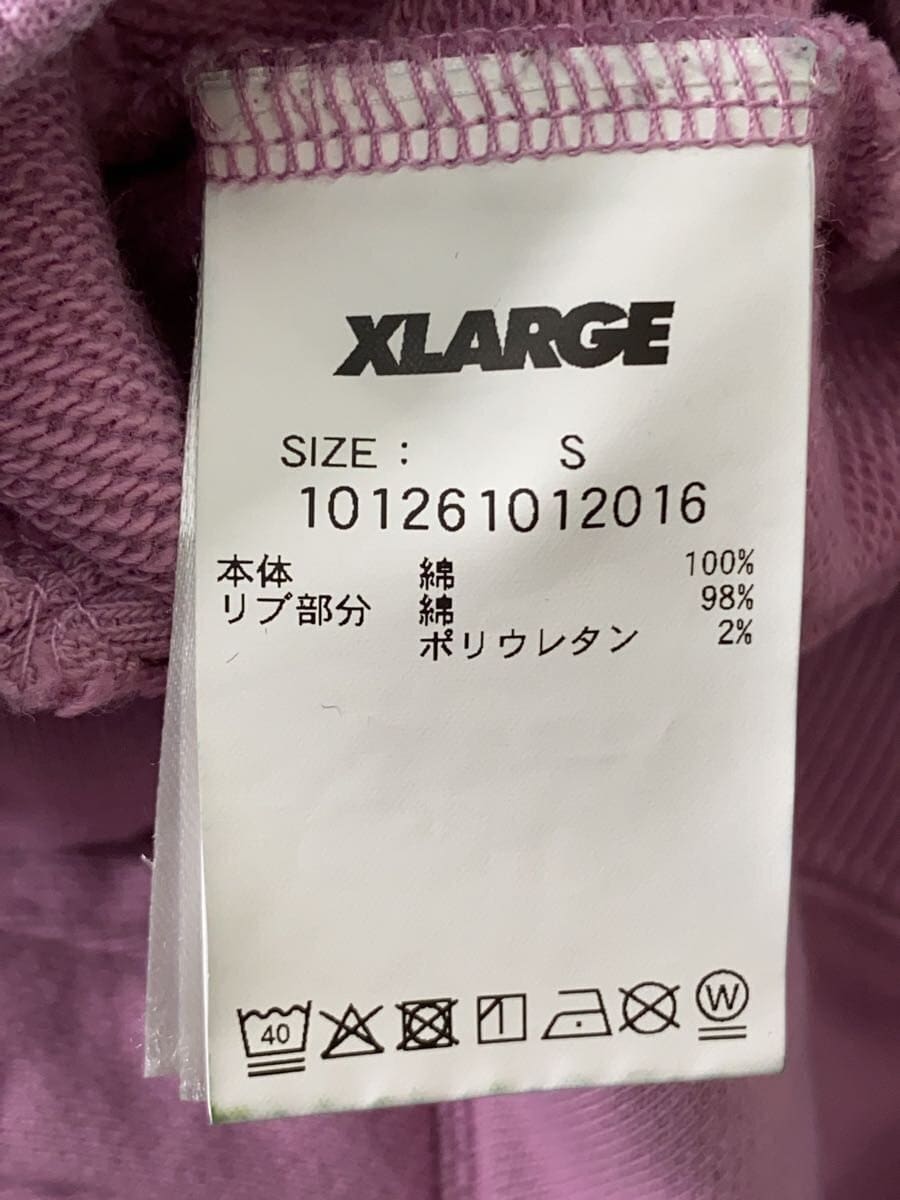 XLARGE
SIZE : S
101261012016
本体 綿 100%
リブ部分 綿 98%
ポリウレタン 2%
40 W